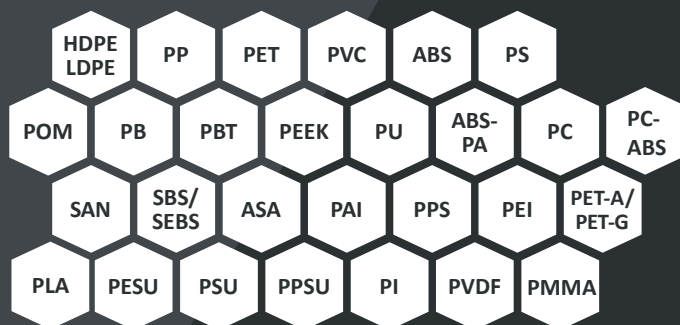 HDPE
LDPE
PP
PET
PVC
ABS
PS
POM
PB
PBT
PEEK
PU
ABS-
PA
PC
PC-
ABS
SAN
SBS/
SEBS
ASA
PAI
PPS
PEI
PET-A/
PET-G
PLA
PESU
PSU
PPSU
PI
PVDF
PMMA